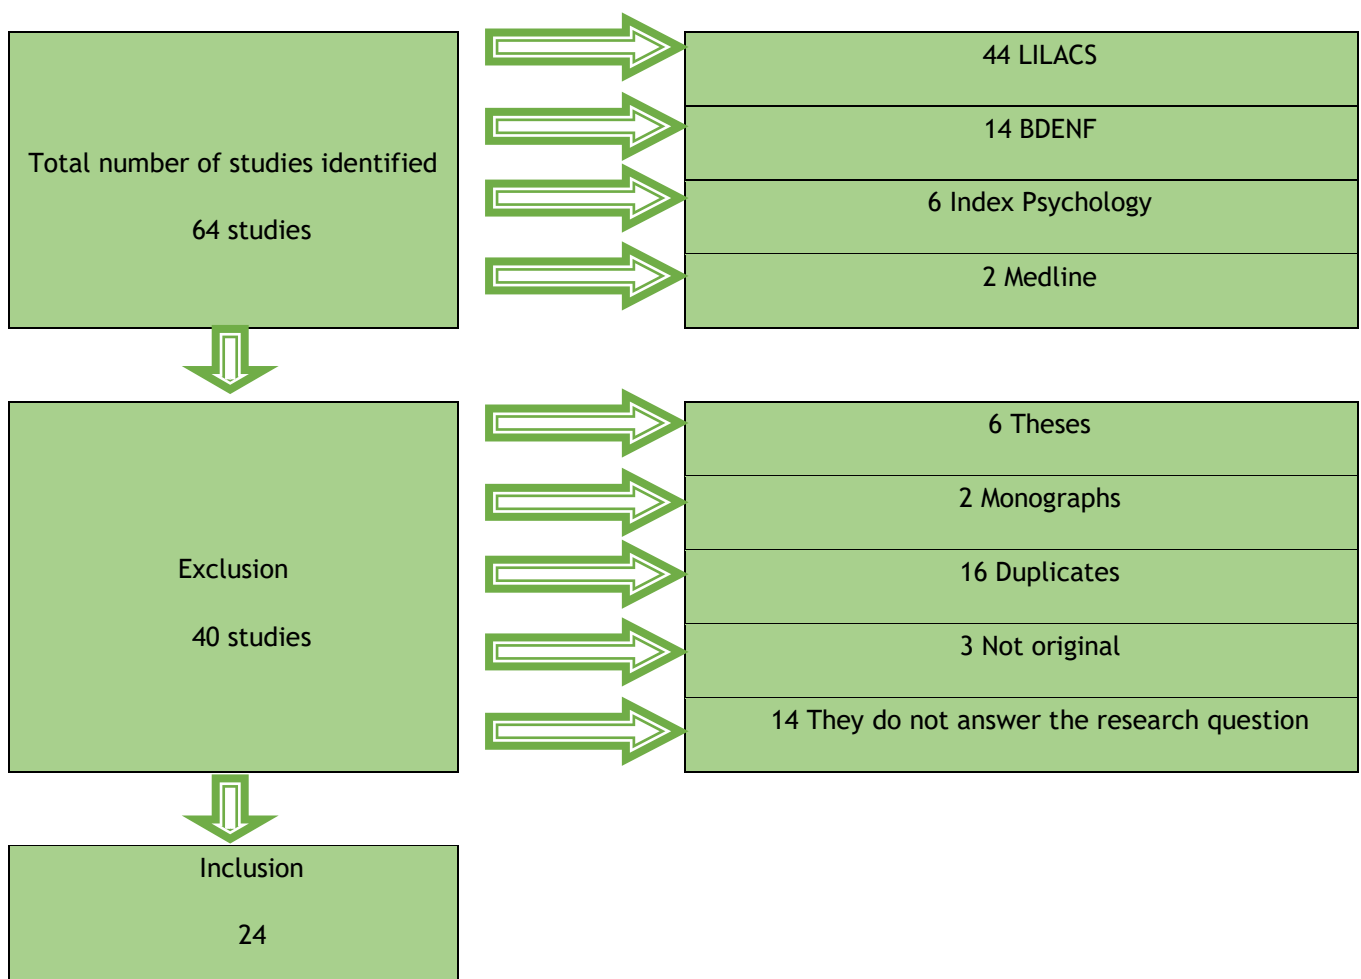 Total number of studies identified
64 studies
44 LILACS
14 BDENF
6 Index Psychology
2 Medline
Exclusion
40 studies
6 Theses
2 Monographs
16 Duplicates
3 Not original
14 They do not answer the research question
Inclusion
24